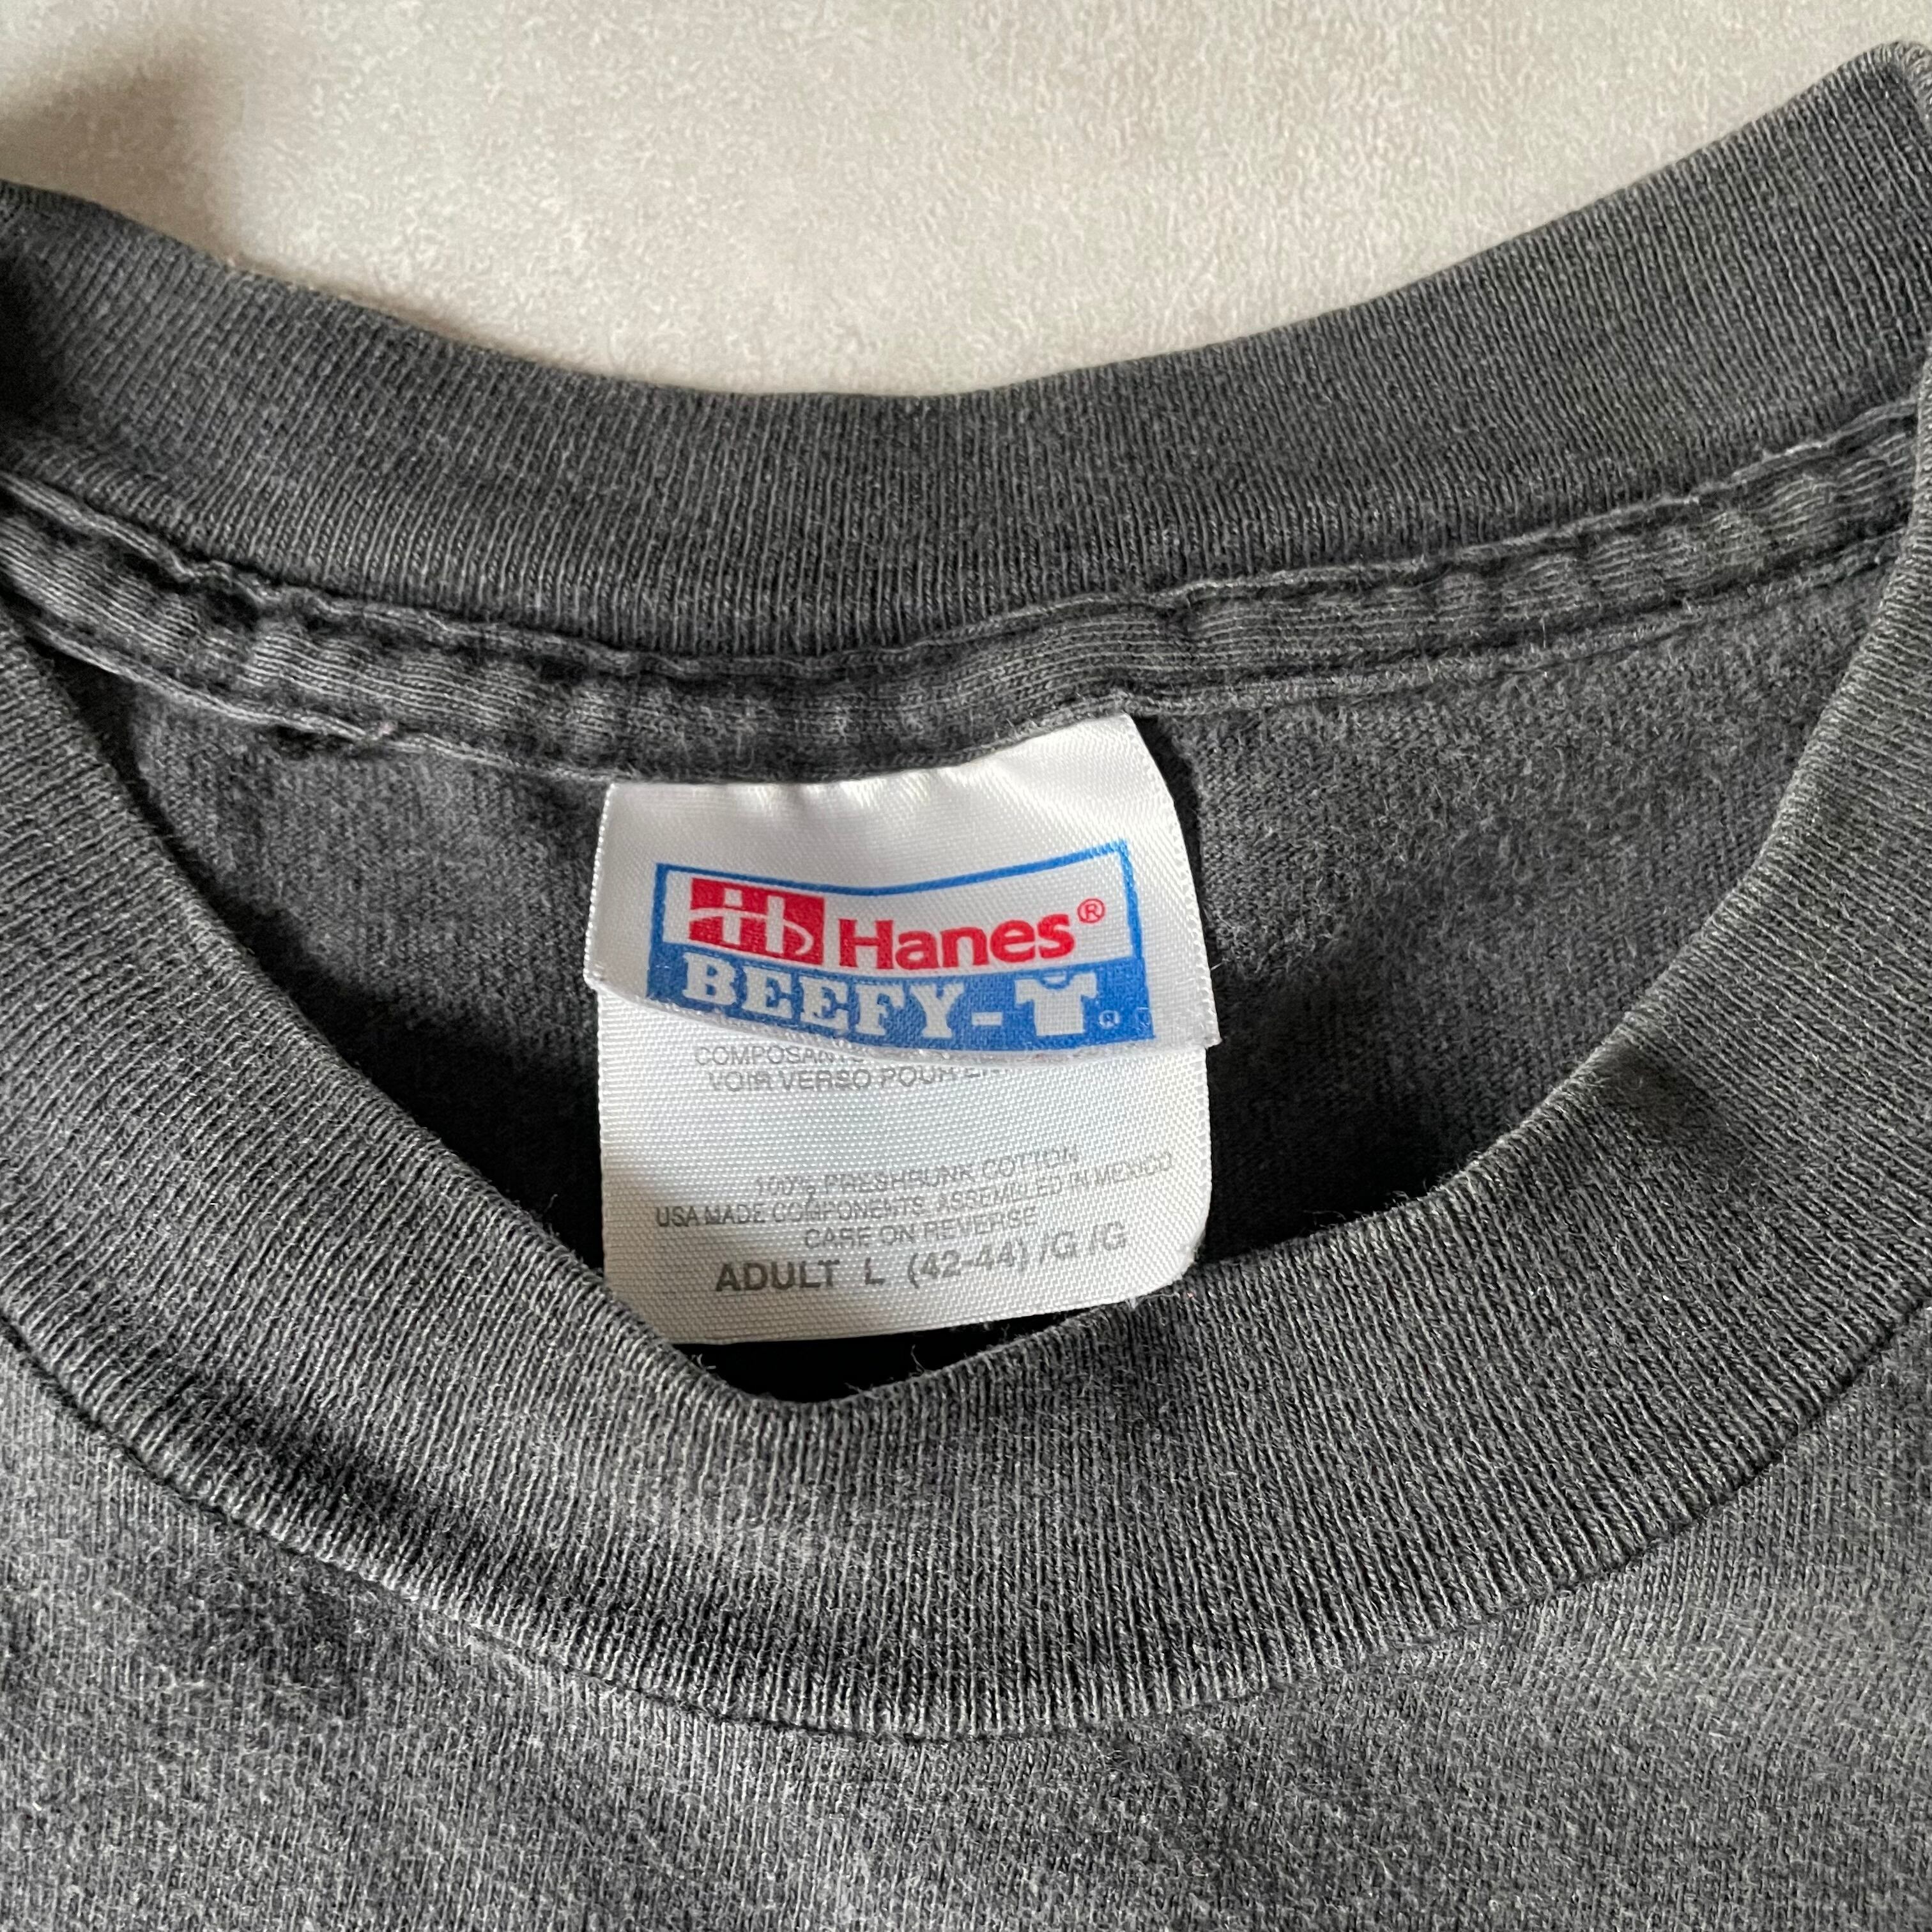 Hanes®
BEEFY-T®
COMPOSANTS
VOIR VERSO POUR
100% PRESHRUNK COTTON
USA MADE COMPONENTS, ASSEMBLED IN MEXICO
CARE ON REVERSE
ADULT L (42-44) /G /G